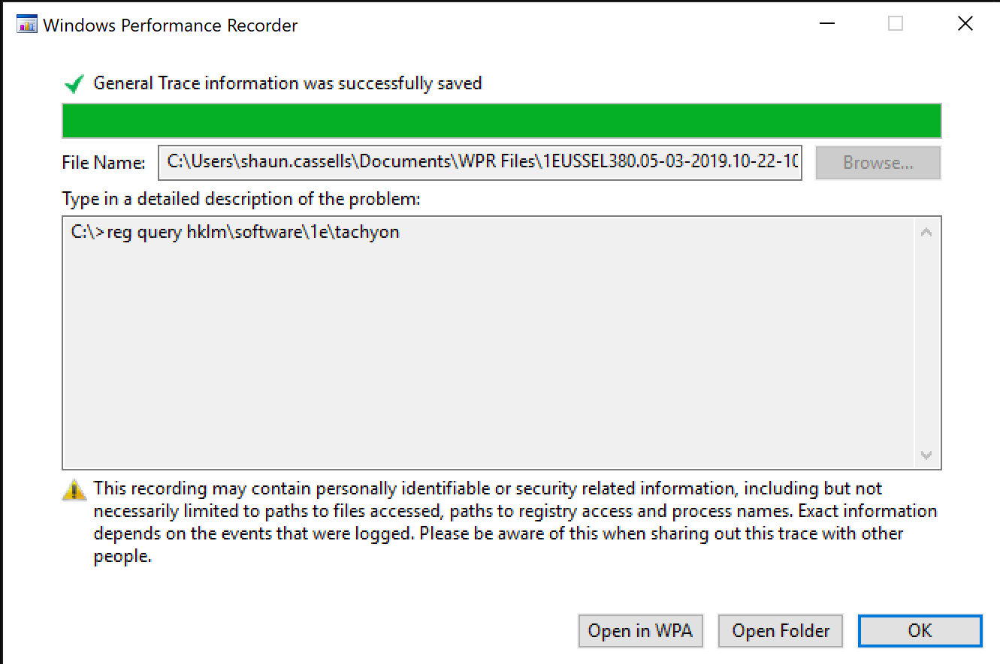 Windows Performance Recorder
General Trace information was successfully saved
File Name: C:\Users\shaun.cassells\Documents\WPR Files\1EUSSEL380.05-03-2019.10-22-10 Browse...
Type in a detailed description of the problem:
C:\>reg query hklm\software\1e\tachyon
This recording may contain personally identifiable or security related information, including but not
necessarily limited to paths to files accessed, paths to registry access and process names. Exact information
depends on the events that were logged. Please be aware of this when sharing out this trace with other
people.
Open in WPA Open Folder OK